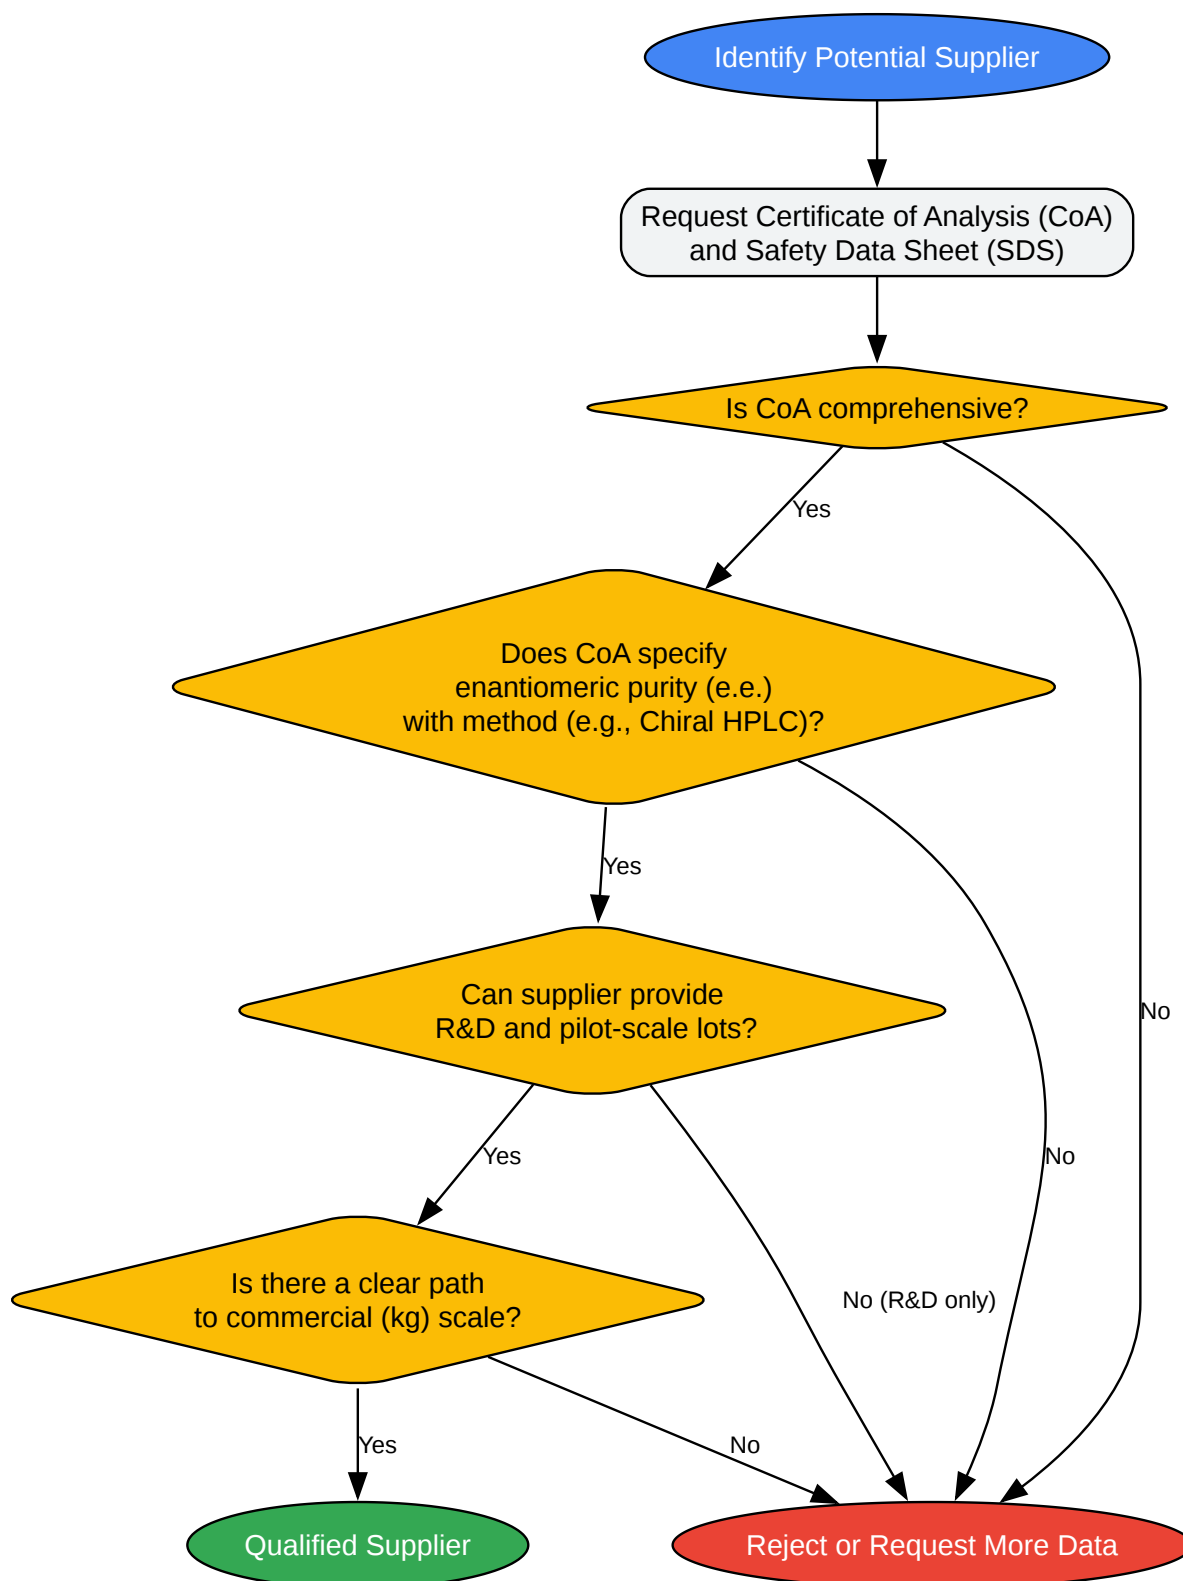 Identify Potential Supplier
Request Certificate of Analysis (CoA)
and Safety Data Sheet (SDS)
Is CoA comprehensive?
Yes
Does CoA specify
enantiomeric purity (e.e.)
with method (e.g., Chiral HPLC)?
Yes
Can supplier provide
R&D and pilot-scale lots?
No
Yes
No
Is there a clear path
to commercial (kg) scale?
No (R&D only)
Yes
No
Qualified Supplier
Reject or Request More Data